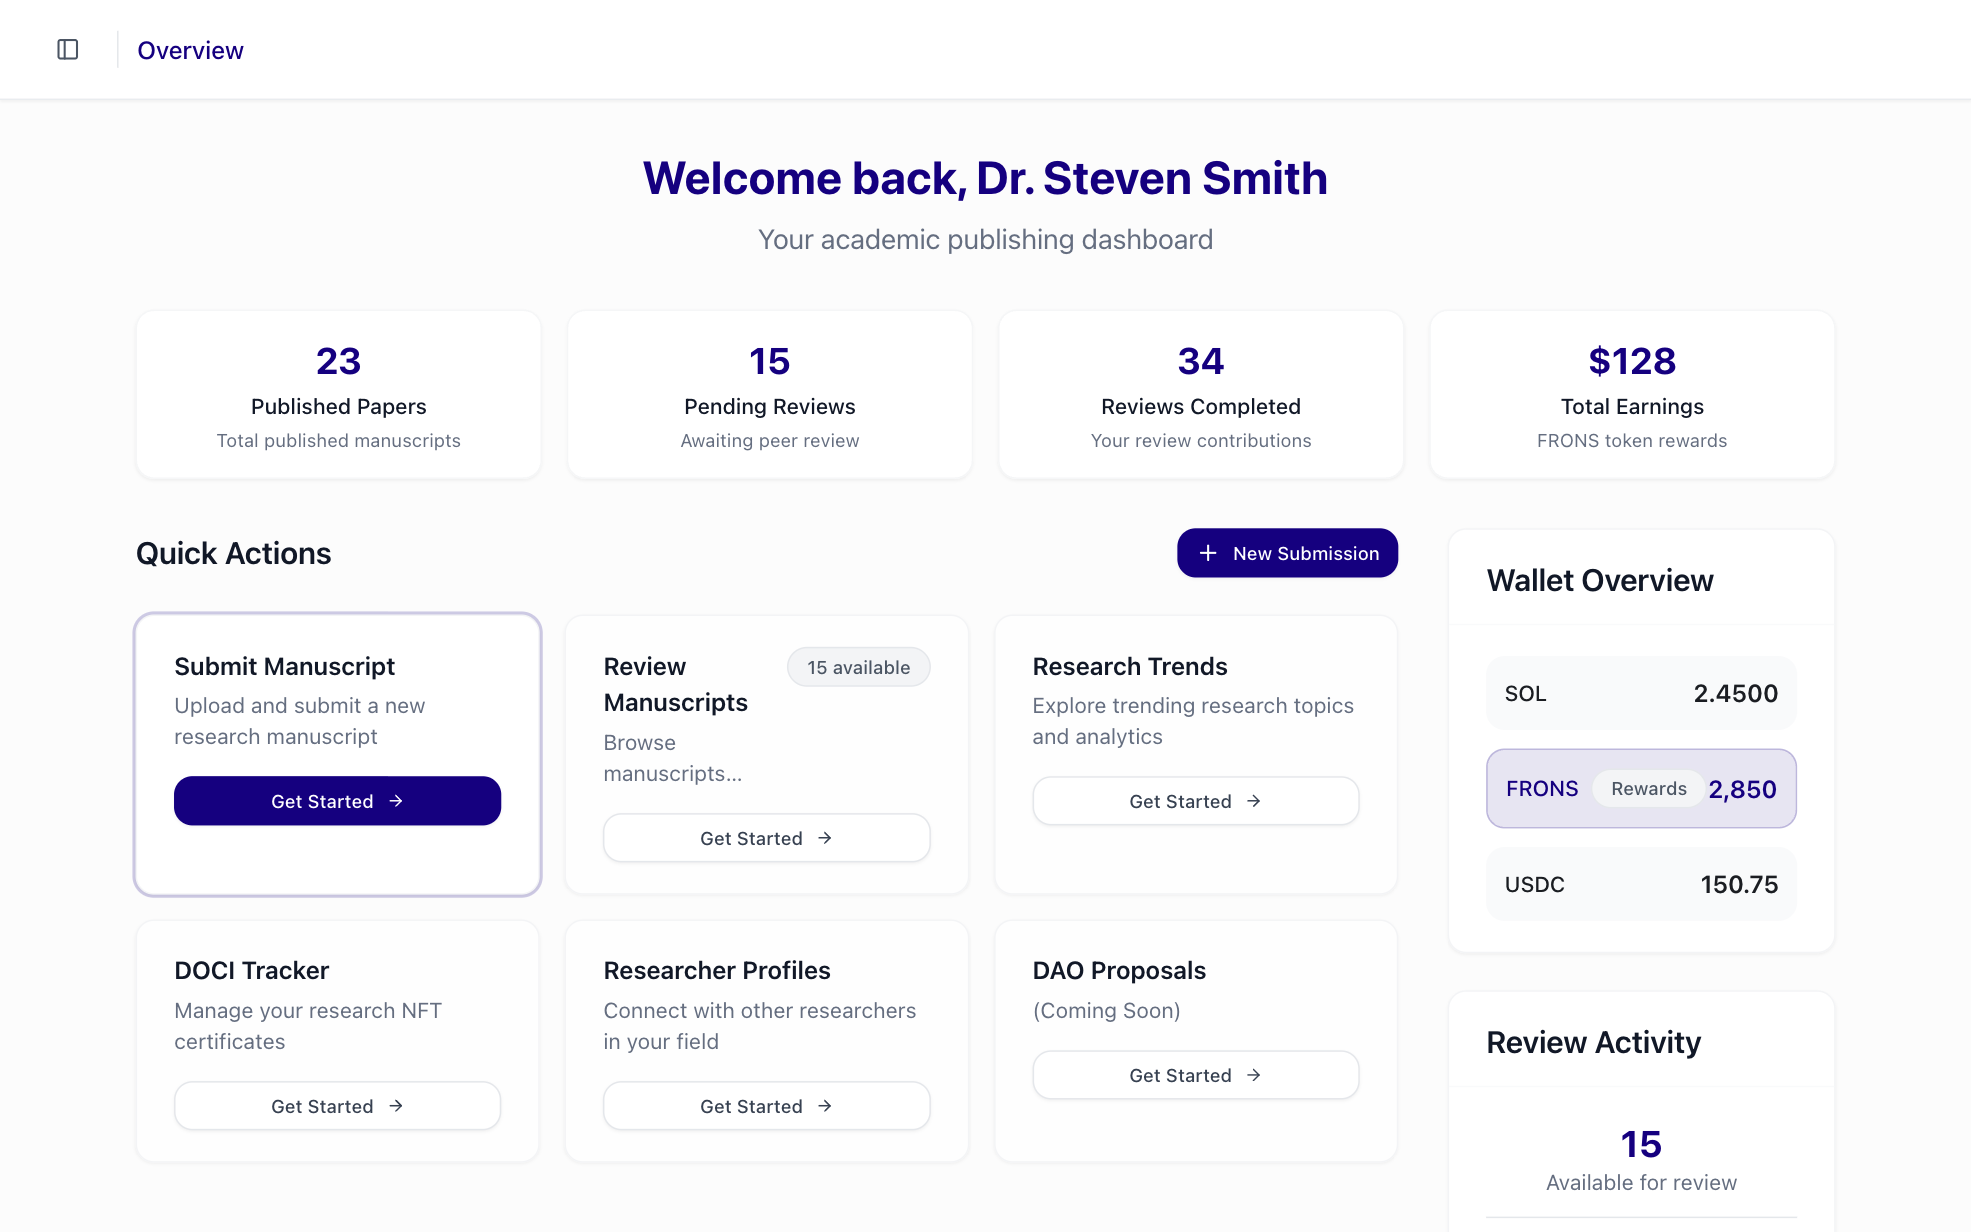 Overview
Welcome back, Dr. Steven Smith
Your academic publishing dashboard
23
Published Papers
Total published manuscripts
15
Pending Reviews
Awaiting peer review
34
Reviews Completed
Your review contributions
$128
Total Earnings
FRONS token rewards
Quick Actions
New Submission
Submit Manuscript
Upload and submit a new
research manuscript
Get Started
Review
Manuscripts
15 available
Browse
manuscripts...
Get Started
Research Trends
Explore trending research topics
and analytics
Get Started
DOCI Tracker
Manage your research NFT
certificates
Get Started
Researcher Profiles
Connect with other researchers
in your field
Get Started
DAO Proposals
(Coming Soon)
Get Started
Wallet Overview
SOL 2.4500
FRONS Rewards 2,850
USDC 150.75
Review Activity
15
Available for review